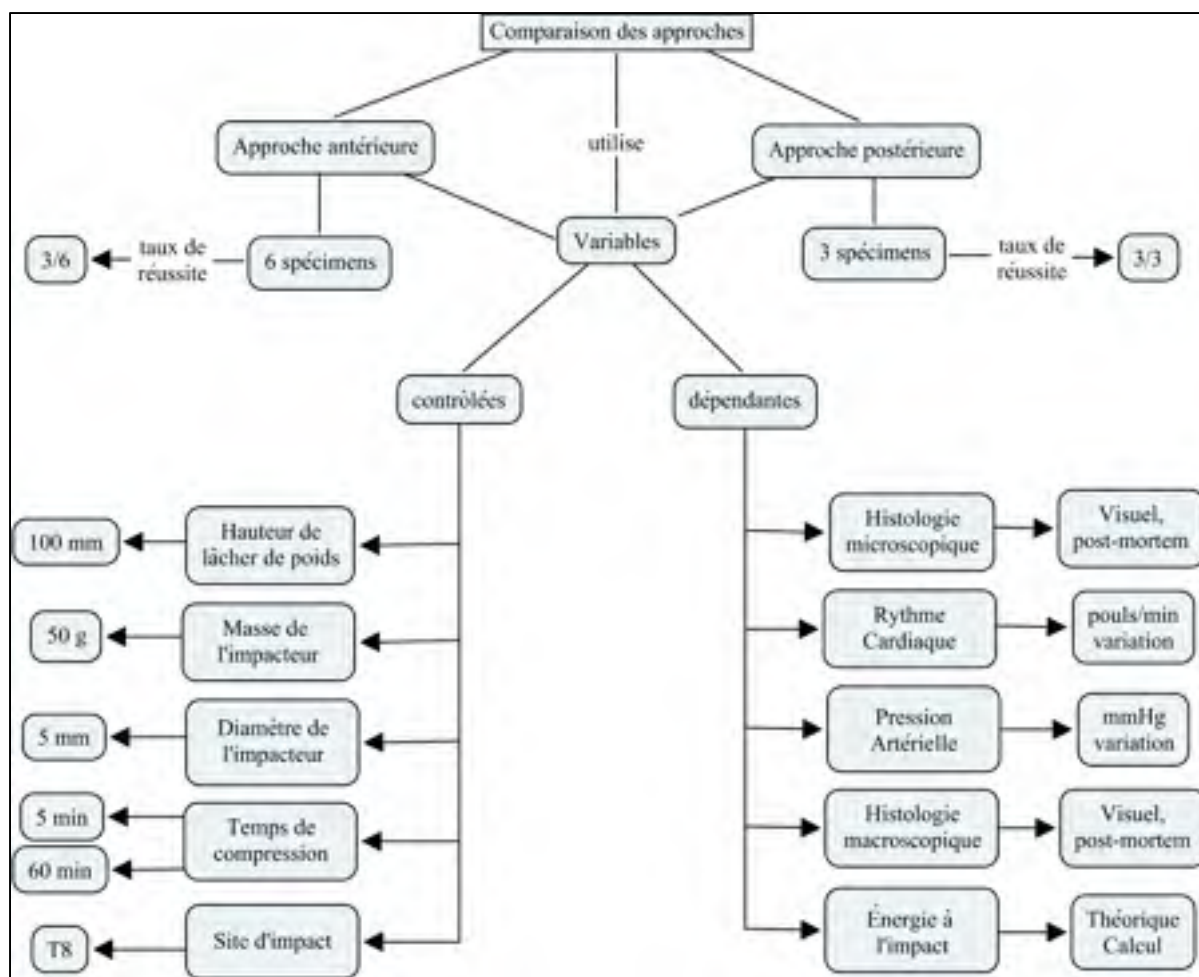 Comparaison des approches
Approche antérieure
utilise
Approche postérieure
3/6
taux de
réussite
6 spécimens
Variables
3 spécimens
taux de
réussite
3/3
contrôlées
dépendantes
100 mm
Hauteur de
lâcher de poids
50 g
Masse de
l'impacteur
5 mm
Diamètre de
l'impacteur
5 min
60 min
Temps de
compression
T8
Site d'impact
Histologie
microscopique
Visuel,
post-mortem
Rythme
Cardiaque
pouls/min
variation
Pression
Artérielle
mmHg
variation
Histologie
macroscopique
Visuel,
post-mortem
Énergie à
l'impact
Théorique
Calcul